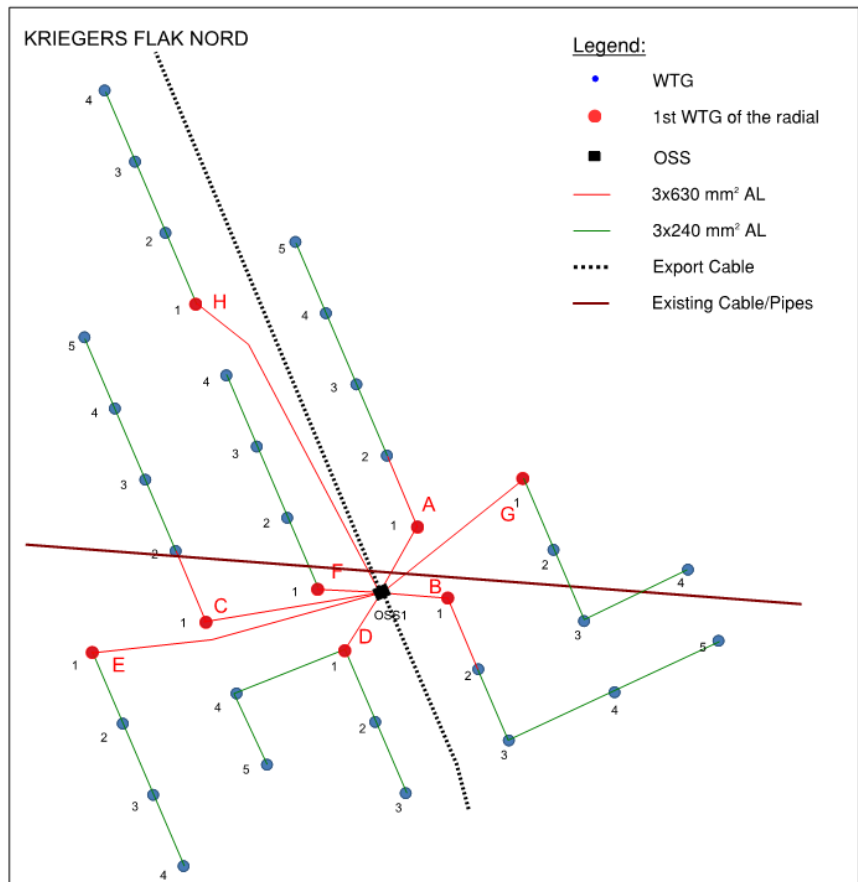 KRIEGERS FLAK NORD
Legend:
WTG
1st WTG of the radial
OSS
3x630 mm² AL
3x240 mm² AL
Export Cable
Existing Cable/Pipes
4
3
2
1
H
5
4
3
2
A
1
5
4
3
2
C
1
4
3
2
F
1
G
1
2
3
4
B
1
2
3
4
5
OSS1
D
1
2
3
4
5
E
1
2
3
4